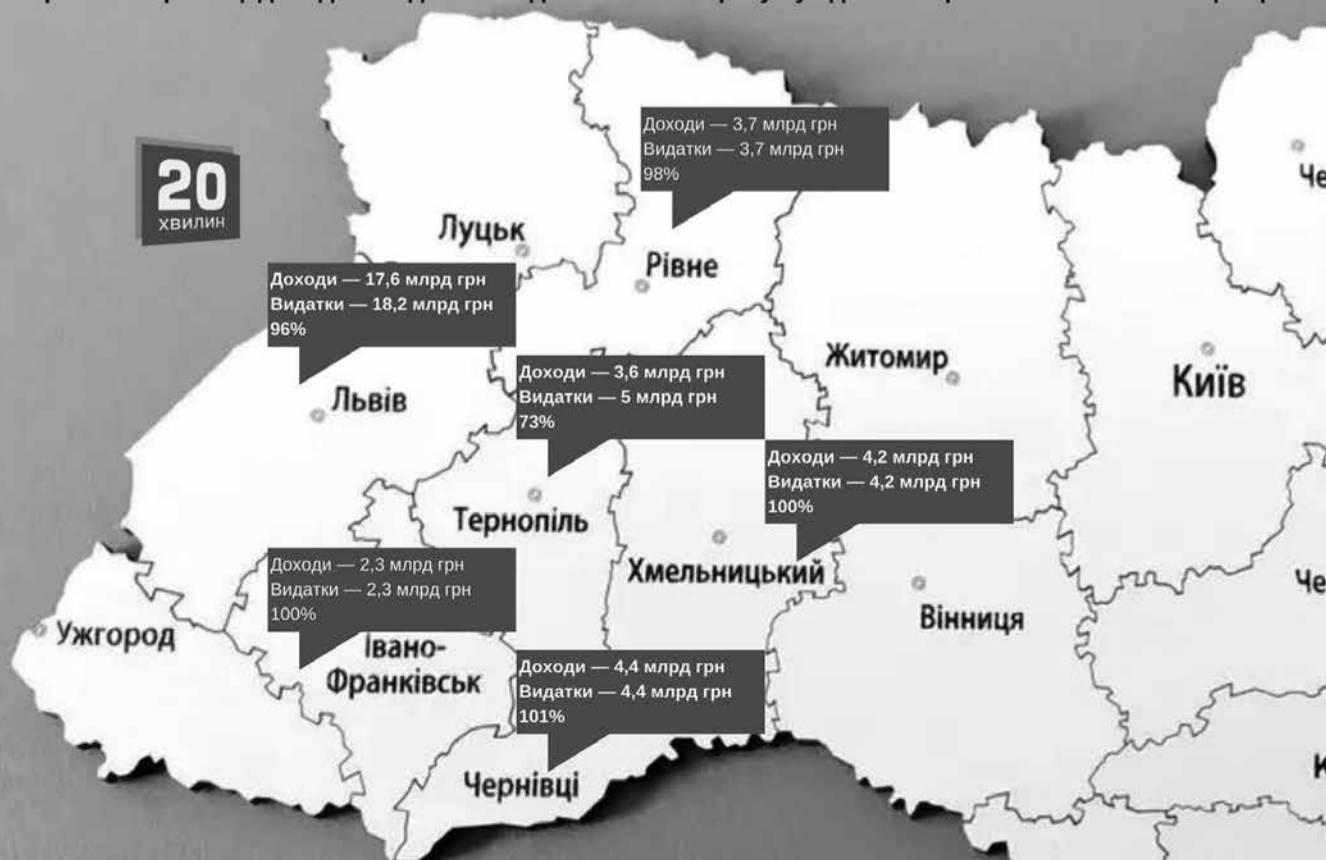 Доходи — 3,7 млрд грн
Видатки — 3,7 млрд грн
98%
20
ХВИЛИН
Луцьк
Рівне
Доходи — 17,6 млрд грн
Видатки — 18,2 млрд грн
96%
Житомир
Київ
Доходи — 3,6 млрд грн
Видатки — 5 млрд грн
73%
Львів
Доходи — 4,2 млрд грн
Видатки — 4,2 млрд грн
100%
Тернопіль
Хмельницький
Доходи — 2,3 млрд грн
Видатки — 2,3 млрд грн
100%
Вінниця
Ужгород
Івано-
Франківськ
Доходи — 4,4 млрд грн
Видатки — 4,4 млрд грн
101%
Чернівці